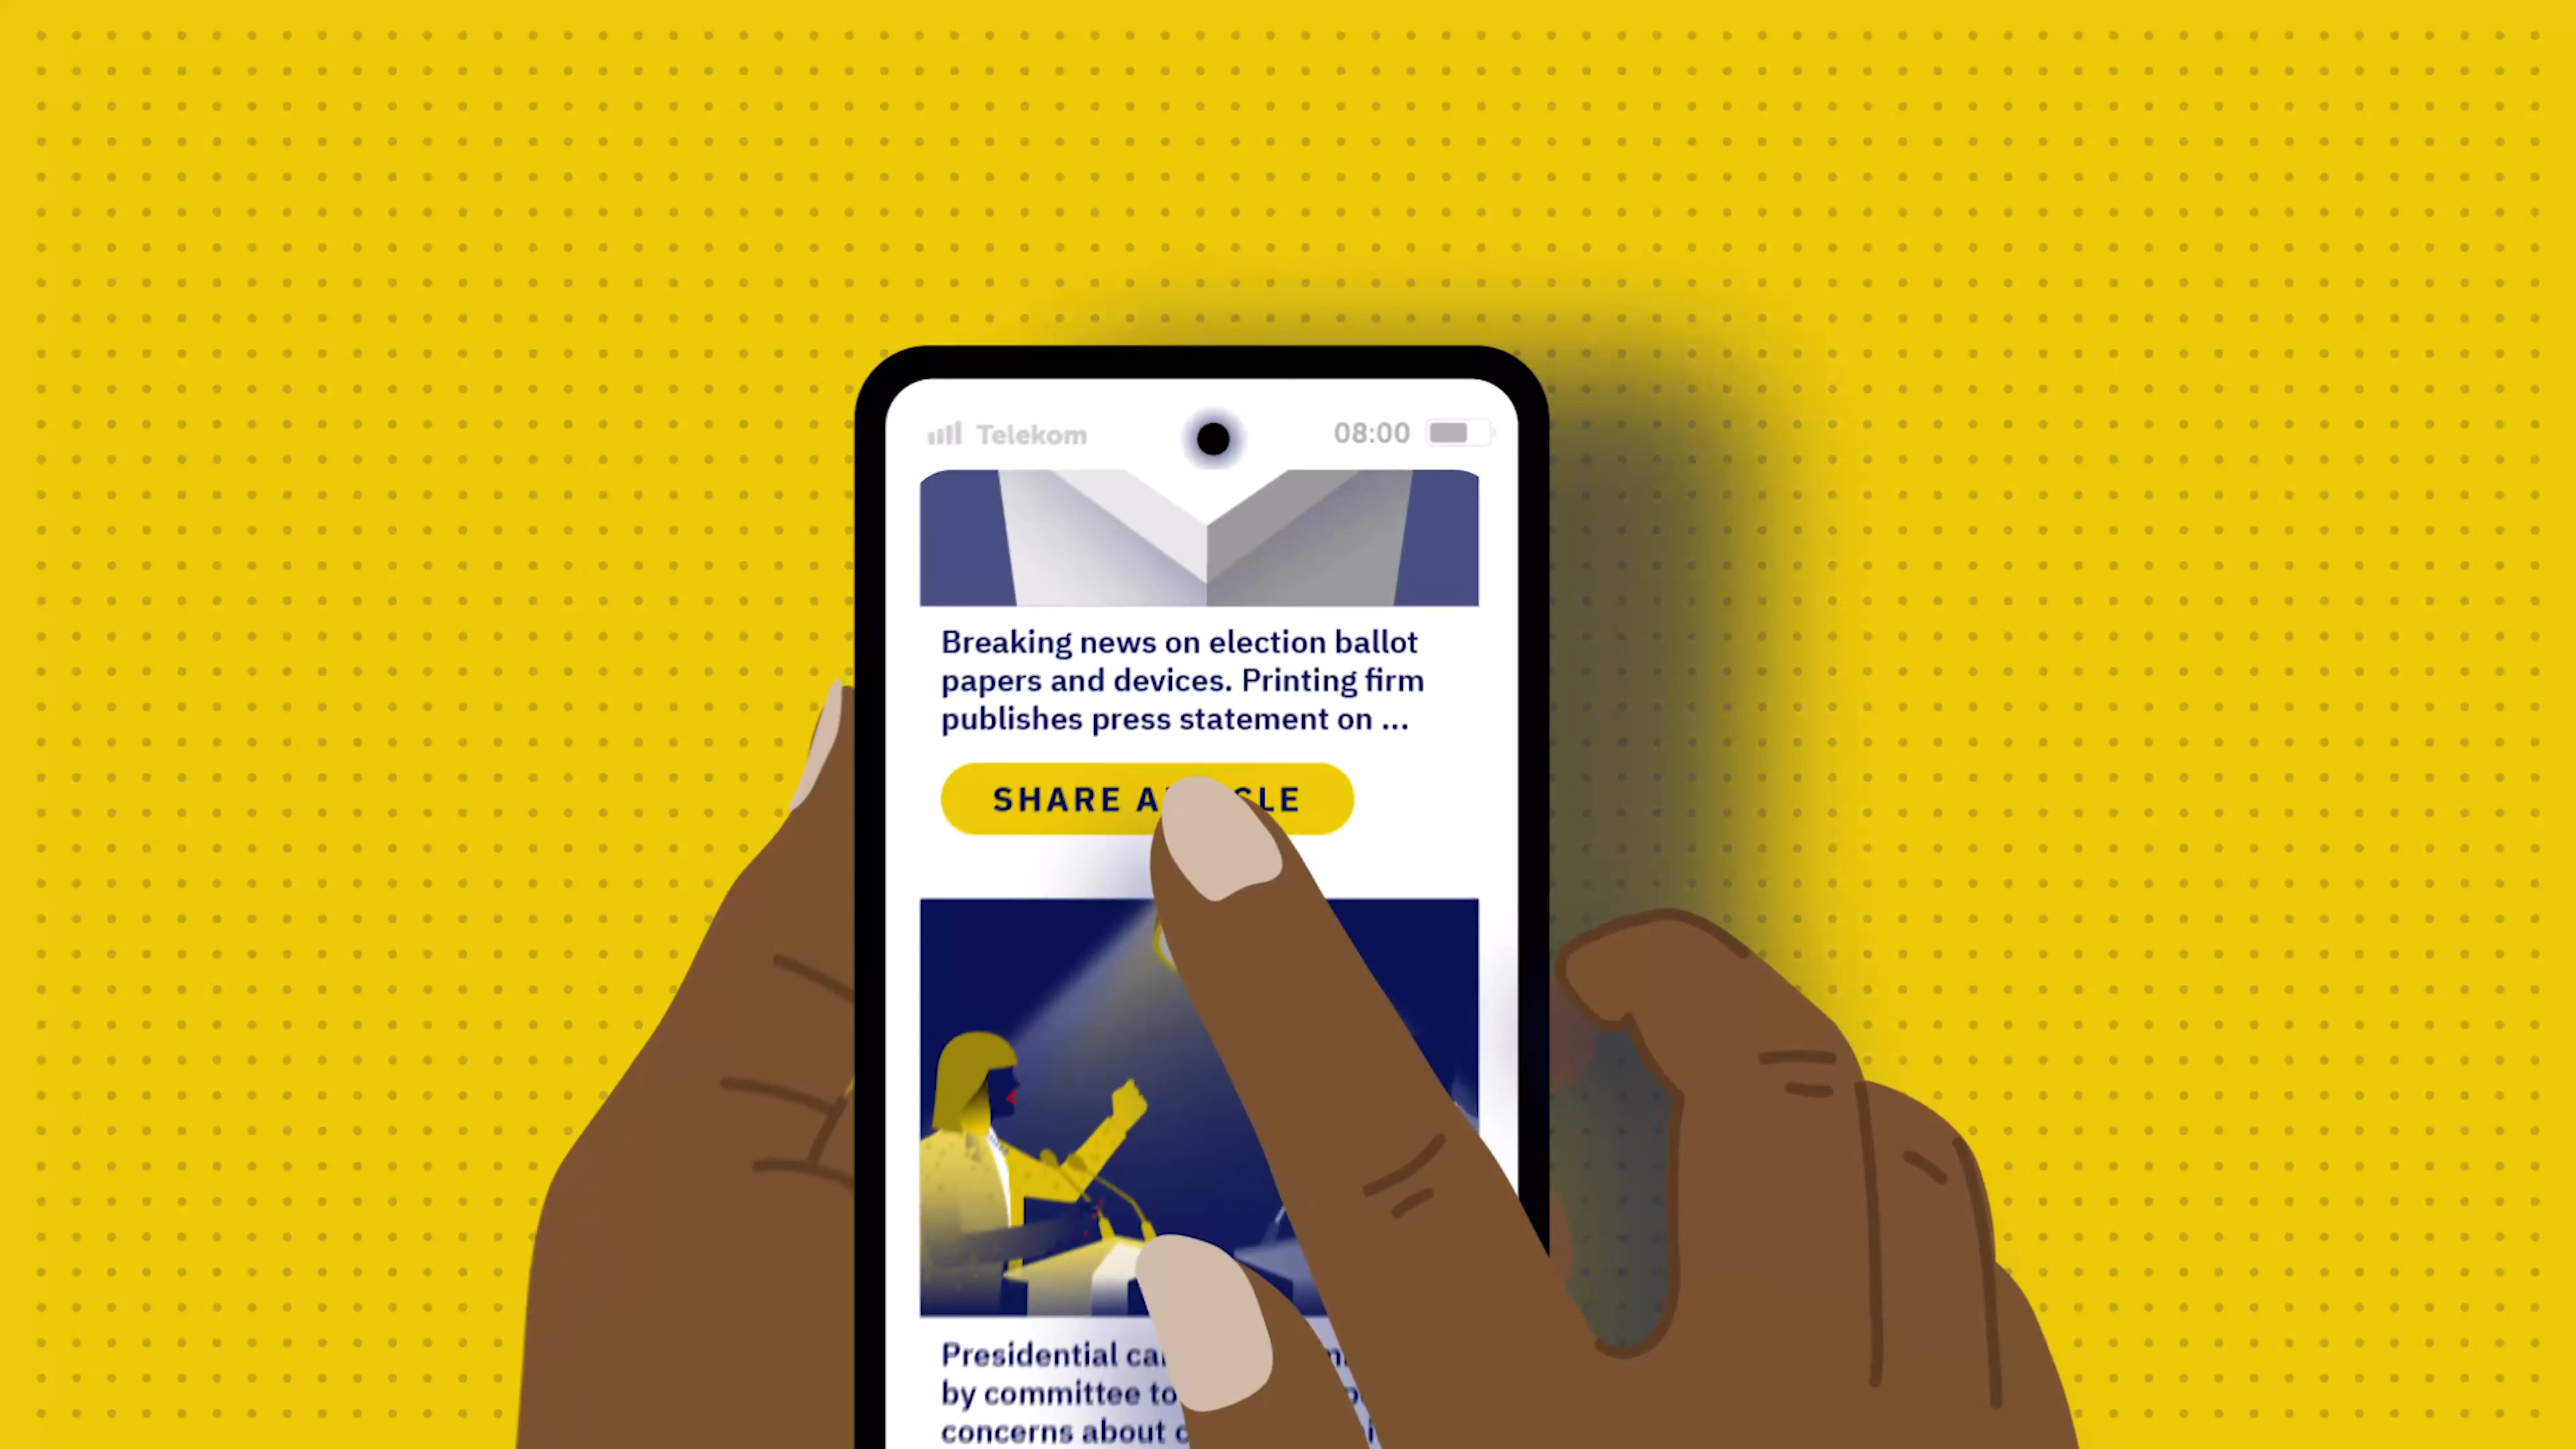 Telekom
08:00
Breaking news on election ballot
papers and devices. Printing firm
publishes press statement on ...
SHARE
Presidential
by committee to
concerns about